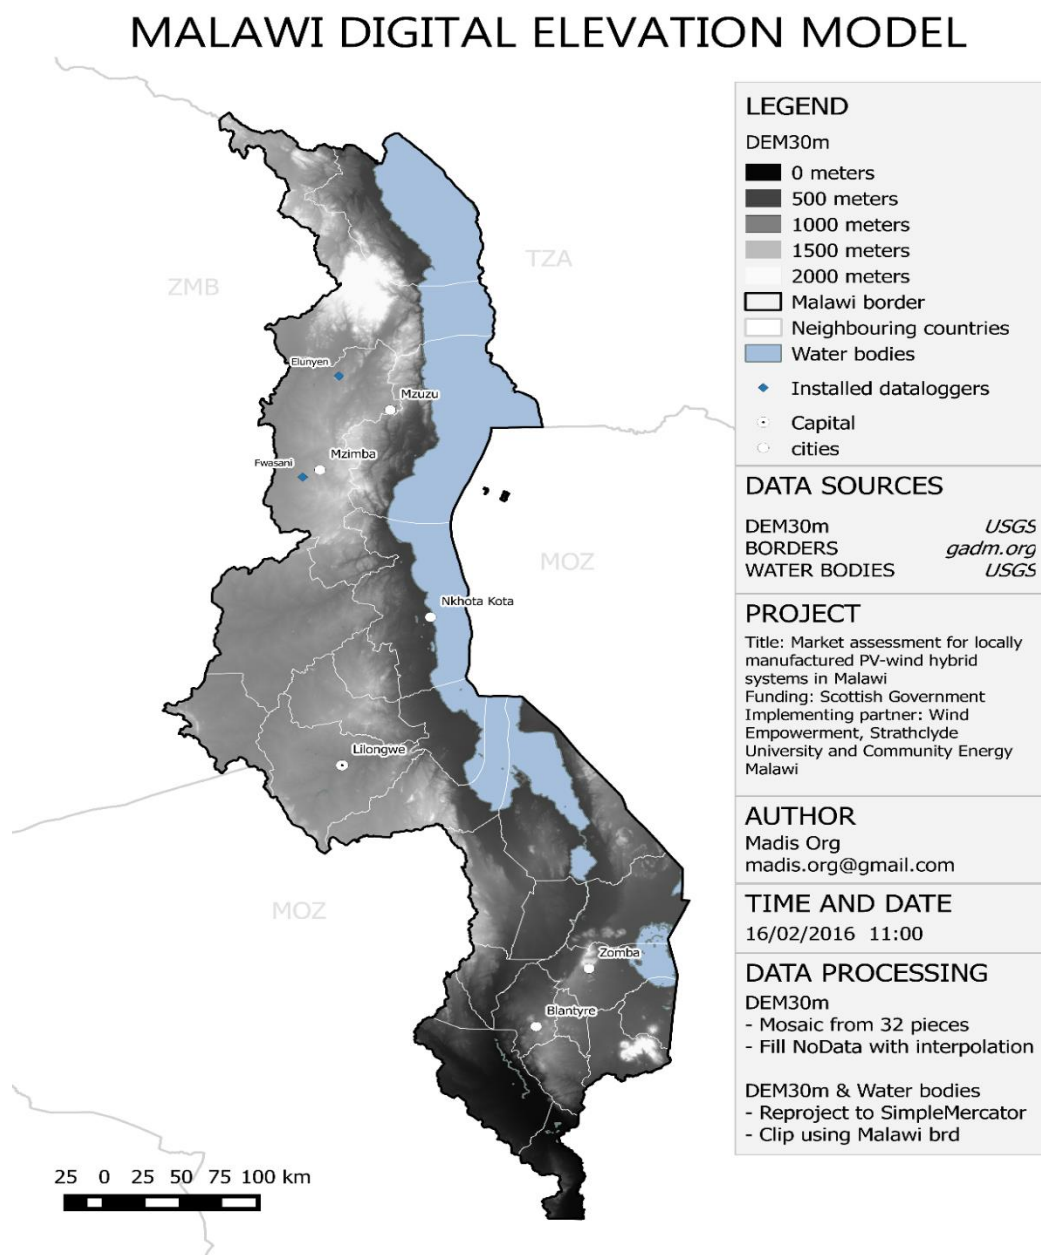 MALAWI DIGITAL ELEVATION MODEL
ZMB
TZA
Elunyen
Mzuzu
Mzimba
Fwasani
MOZ
Nkhota Kota
Lilongwe
MOZ
Zomba
Blantyre
25 0 25 50 75 100 km
LEGEND
DEM30m
0 meters
500 meters
1000 meters
1500 meters
2000 meters
Malawi border
Neighbouring countries
Water bodies
Installed dataloggers
Capital
cities
DATA SOURCES
DEM30m USGS
BORDERS gadm.org
WATER BODIES USGS
PROJECT
Title: Market assessment for locally
manufactured PV-wind hybrid
systems in Malawi
Funding: Scottish Government
Implementing partner: Wind
Empowerment, Strathclyde
University and Community Energy
Malawi
AUTHOR
Madis Org
madis.org@gmail.com
TIME AND DATE
16/02/2016 11:00
DATA PROCESSING
DEM30m
- Mosaic from 32 pieces
- Fill NoData with interpolation
DEM30m & Water bodies
- Reproject to SimpleMercator
- Clip using Malawi brd